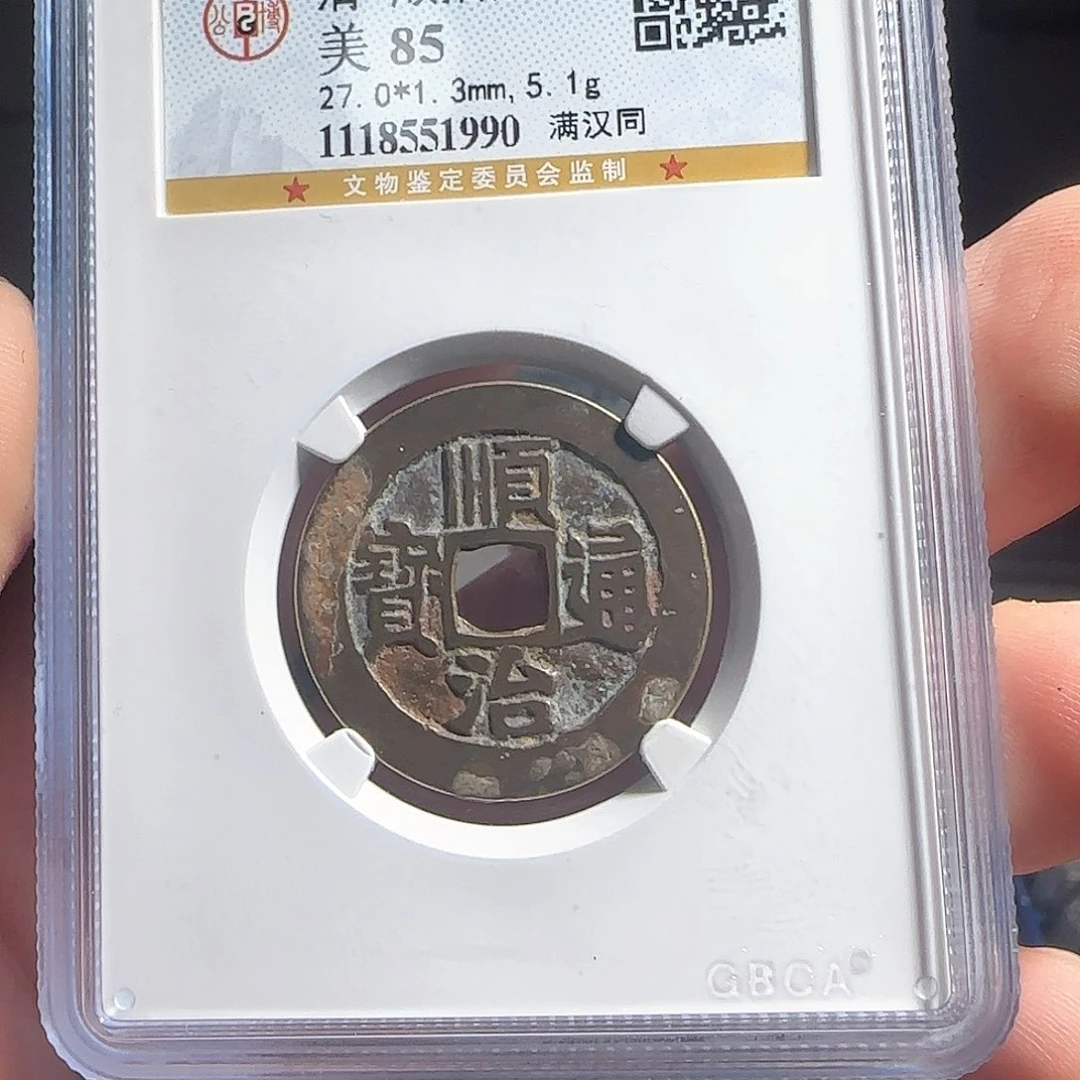 美 85
27.0*1.3mm, 5.1g
1118551990 满汉同
★ 文物鉴定委员会监制 ★
順
寶 通
治
GBCA